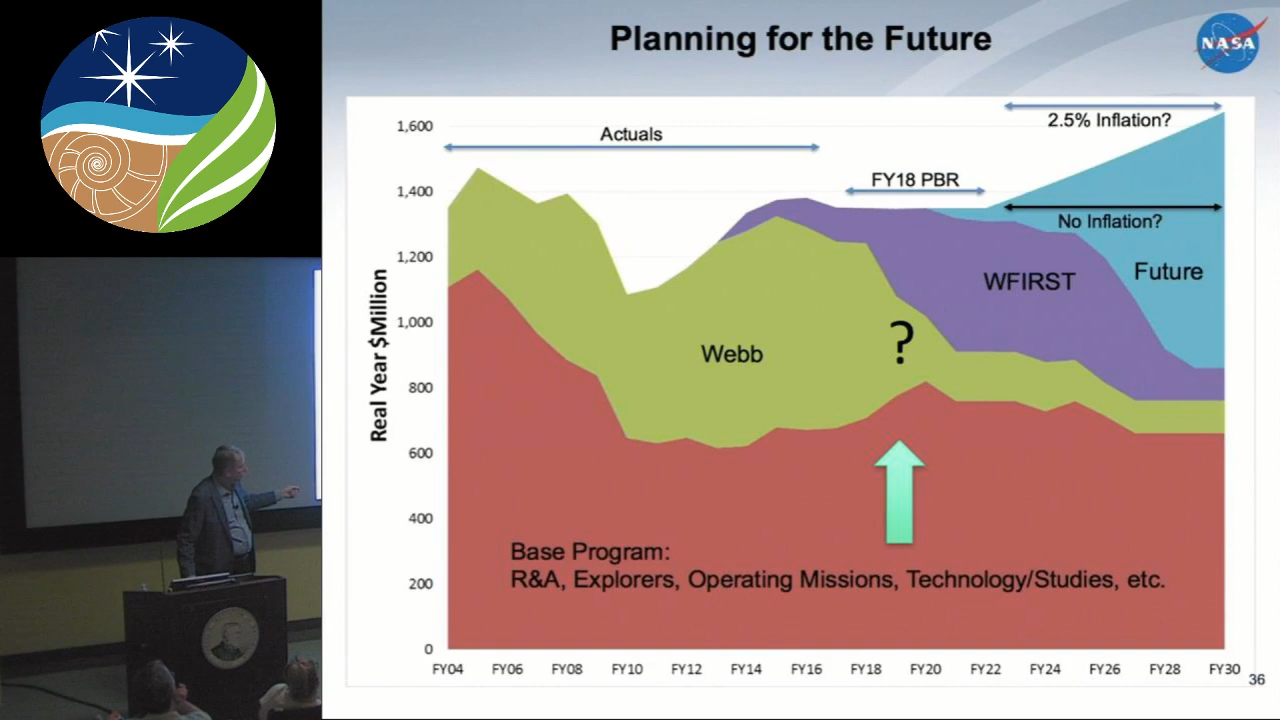 Planning for the Future
NASA
Real Year $Million
1,600
1,400
1,200
1,000
800
600
400
200
0
Actuals
FY18 PBR
2.5% Inflation?
No Inflation?
Webb
?
WFIRST
Future
Base Program:
R&A, Explorers, Operating Missions, Technology/Studies, etc.
FY04 FY06 FY08 FY10 FY12 FY14 FY16 FY18 FY20 FY22 FY24 FY26 FY28 FY30
36